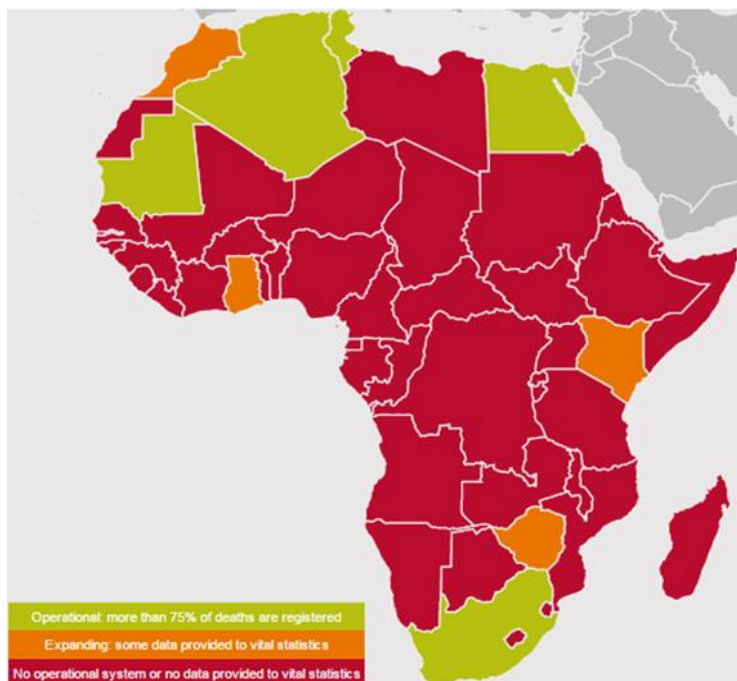 Operational: more than 75% of deaths are registered
Expanding: some data provided to vital statistics
No operational system or no data provided to vital statistics